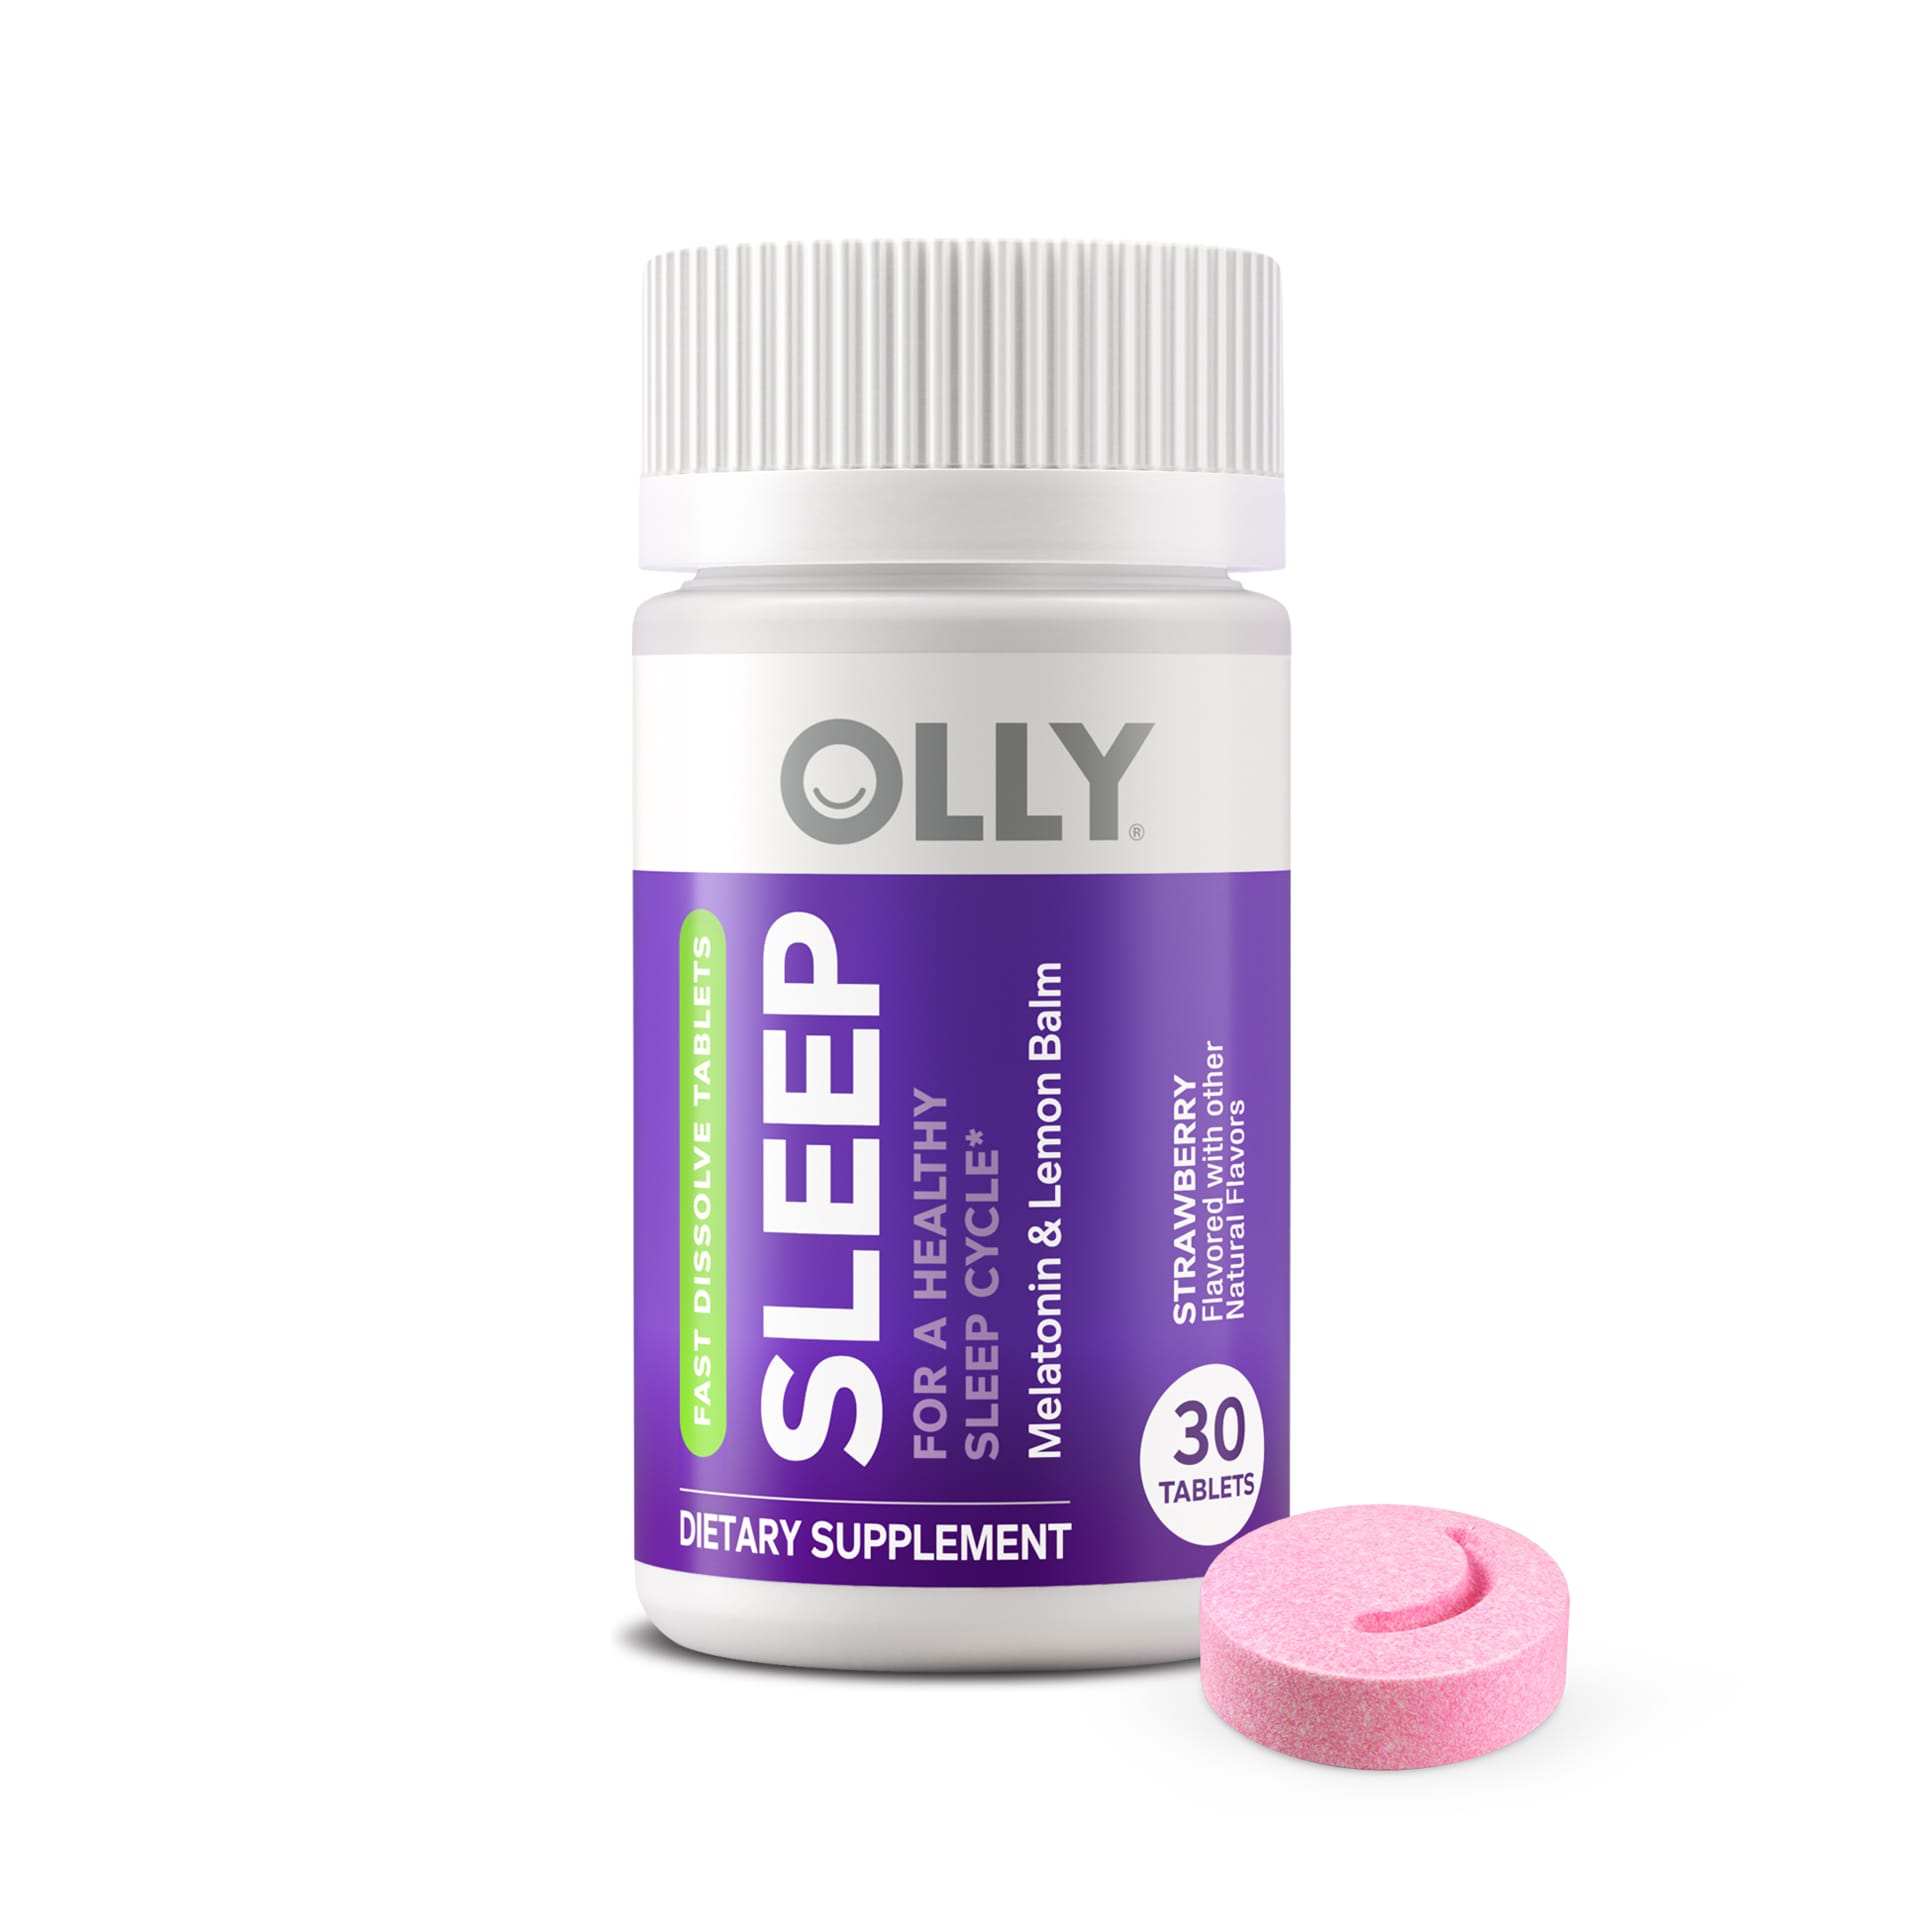 OLLY®
FAST DISSOLVE TABLETS
SLEEP
FOR A HEALTHY
SLEEP CYCLE*
Melatonin & Lemon Balm
STRAWBERRY
Flavored with other
Natural Flavors
30
TABLETS
DIETARY SUPPLEMENT